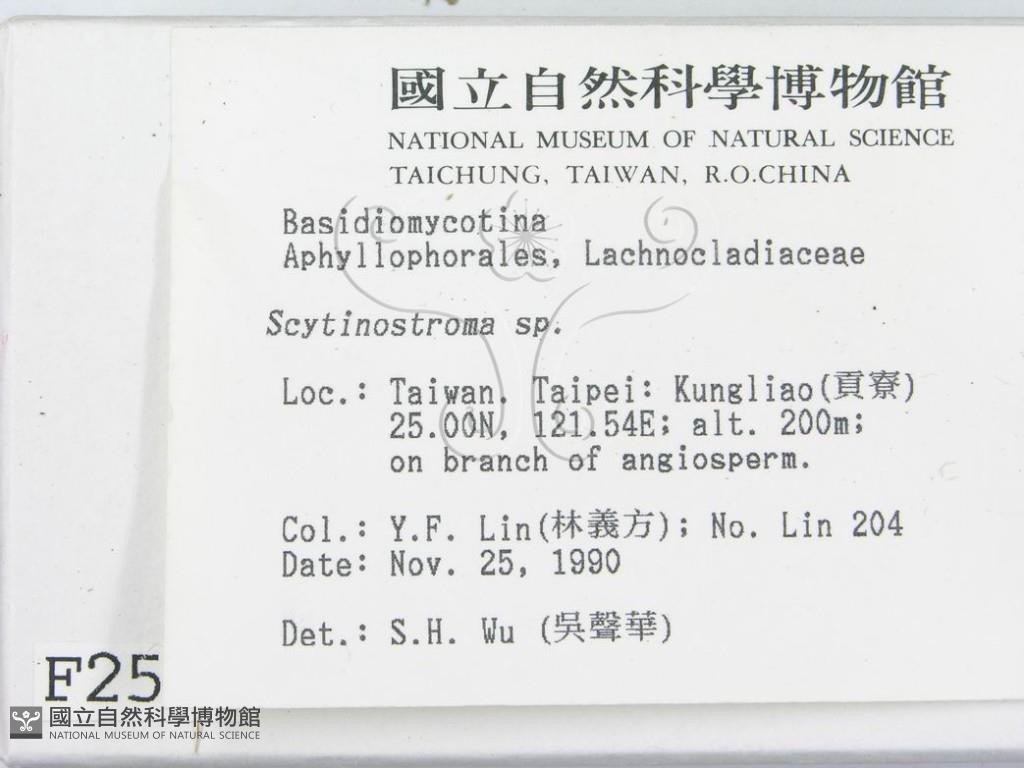 國立自然科學博物館
NATIONAL MUSEUM OF NATURAL SCIENCE
TAICHUNG, TAIWAN, R.O.CHINA
Basidiomycotina
Aphyllophorales, Lachnocladiaceae
Scytinostroma sp.
Loc.: Taiwan. Taipei: Kungliao(貢寮)
25.00N, 121.54E; alt. 200m;
on branch of angiosperm.
Col.: Y.F. Lin(林義方); No. Lin 204
Date: Nov. 25, 1990
Det.: S.H. Wu (吳聲華)
F25
國立自然科學博物館
NATIONAL MUSEUM OF NATURAL SCIENCE